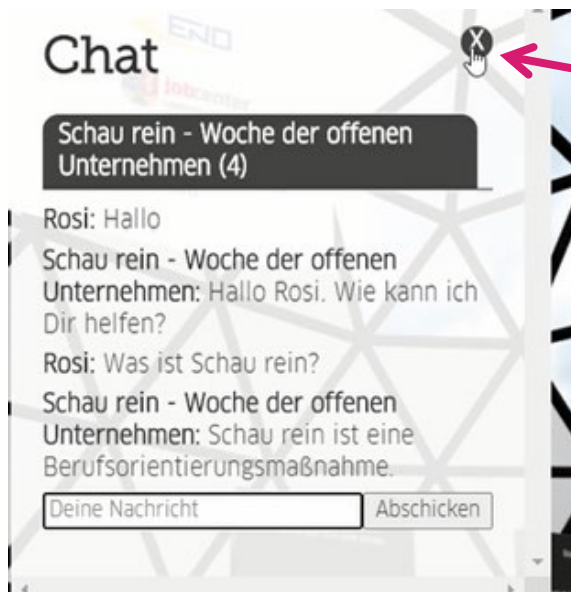 Chat
X
Schau rein - Woche der offenen
Unternehmen (4)
Rosi: Hallo
Schau rein - Woche der offenen
Unternehmen: Hallo Rosi. Wie kann ich
Dir helfen?
Rosi: Was ist Schau rein?
Schau rein - Woche der offenen
Unternehmen: Schau rein ist eine
Berufsorientierungsmaßnahme.
Deine Nachricht
Abschicken
END
jobcenter